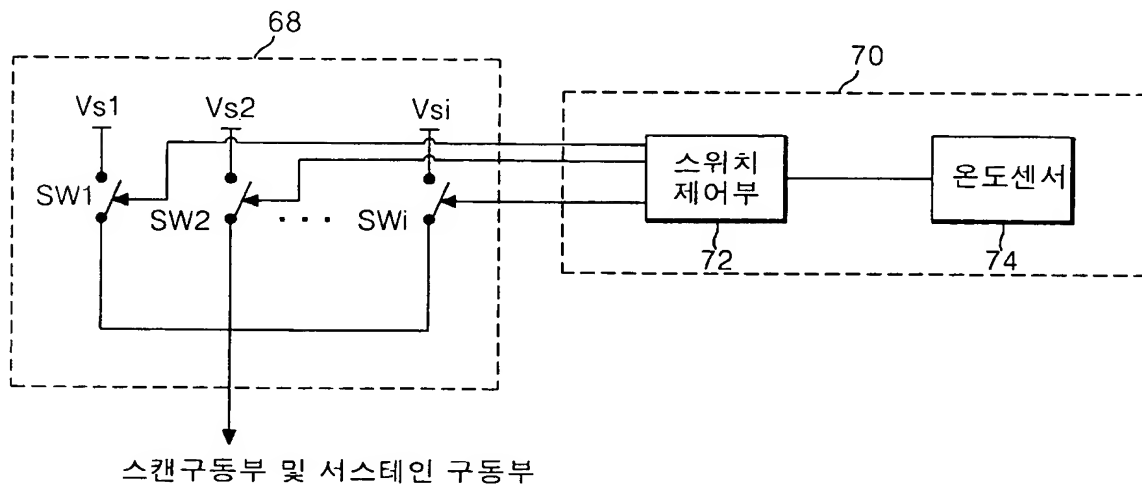 68
70
Vs1 Vs2 Vsi
SW1 SW2 · · · SWi
스위치
제어부
온도센서
72
74
스캔구동부 및 서스테인 구동부